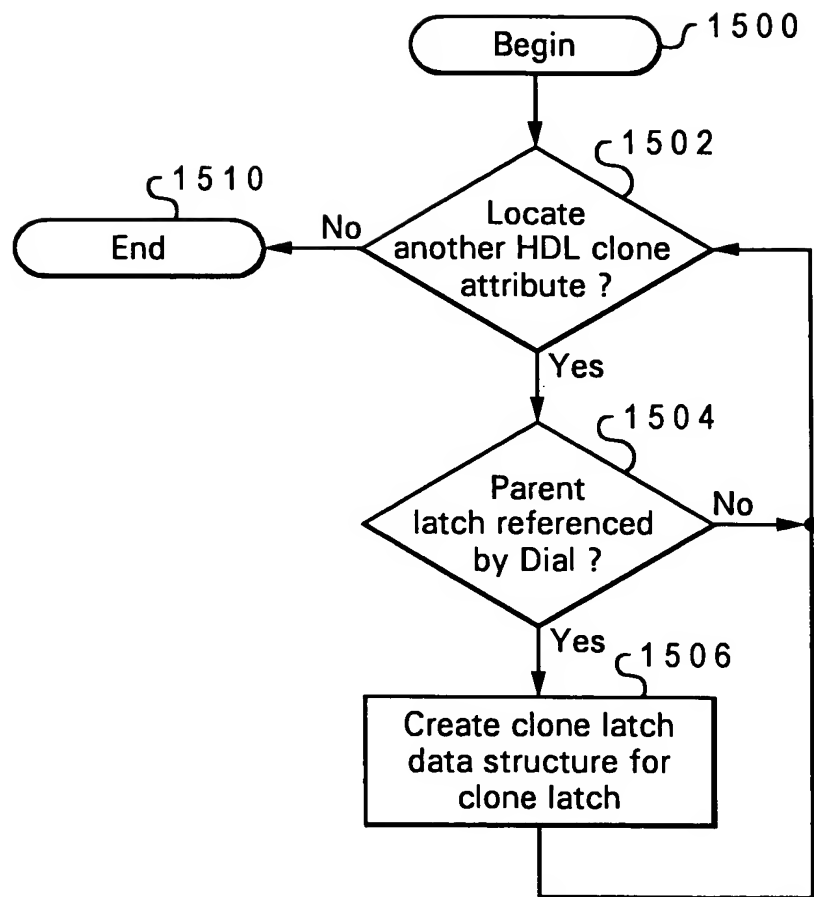 Begin
1500
1502
1510
Locate
another HDL clone
attribute ?
No
End
Yes
1504
Parent
latch referenced
by Dial ?
No
Yes
1506
Create clone latch
data structure for
clone latch